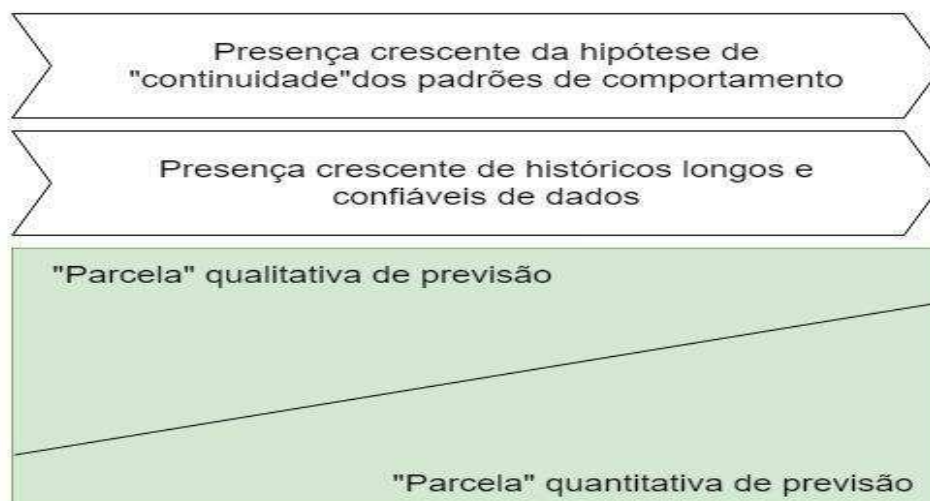 Presença crescente da hipótese de
"continuidade"dos padrões de comportamento
Presença crescente de históricos longos e
confiáveis de dados
"Parcela" qualitativa de previsão
"Parcela" quantitativa de previsão